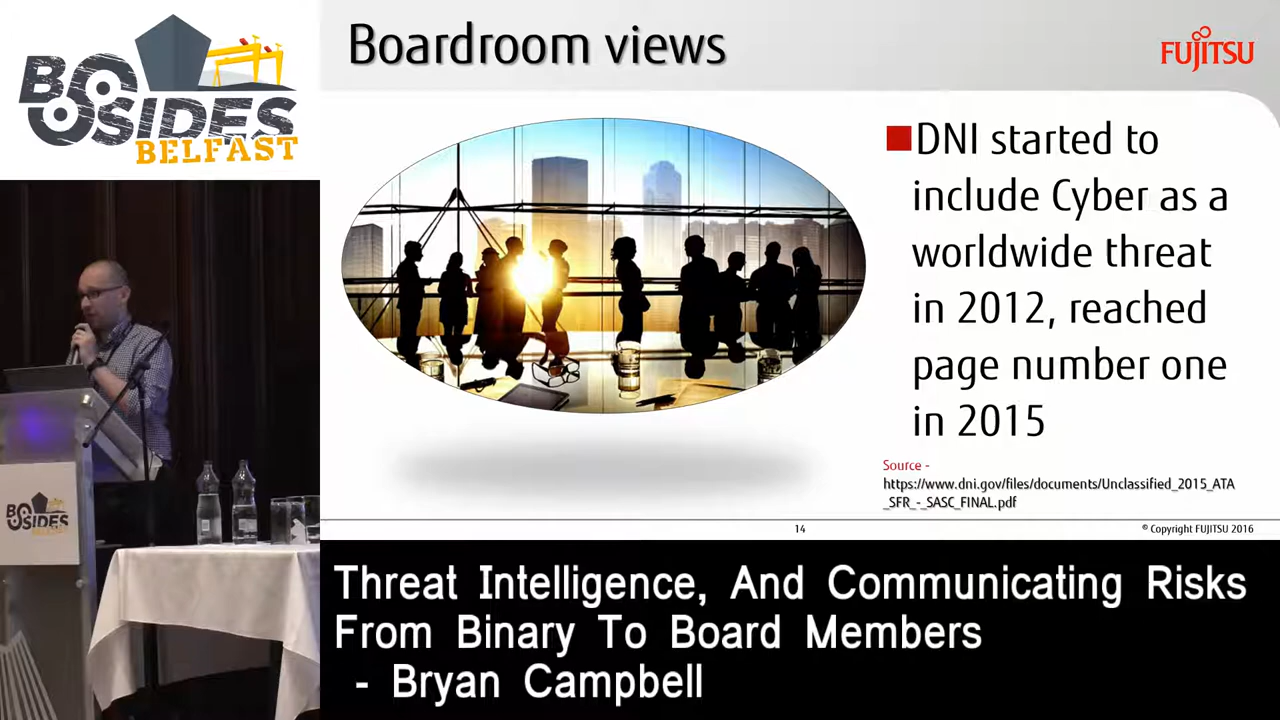 BSIDES
BELFAST
Boardroom views
FUJITSU
DNI started to
include Cyber as a
worldwide threat
in 2012, reached
page number one
in 2015
Source -
https://www.dni.gov/files/documents/Unclassified_2015_ATA
_SFR_-_SASC_FINAL.pdf
14
© Copyright FUJITSU 2016
BSIDES
BELFAST
Threat Intelligence, And Communicating Risks
From Binary To Board Members
- Bryan Campbell